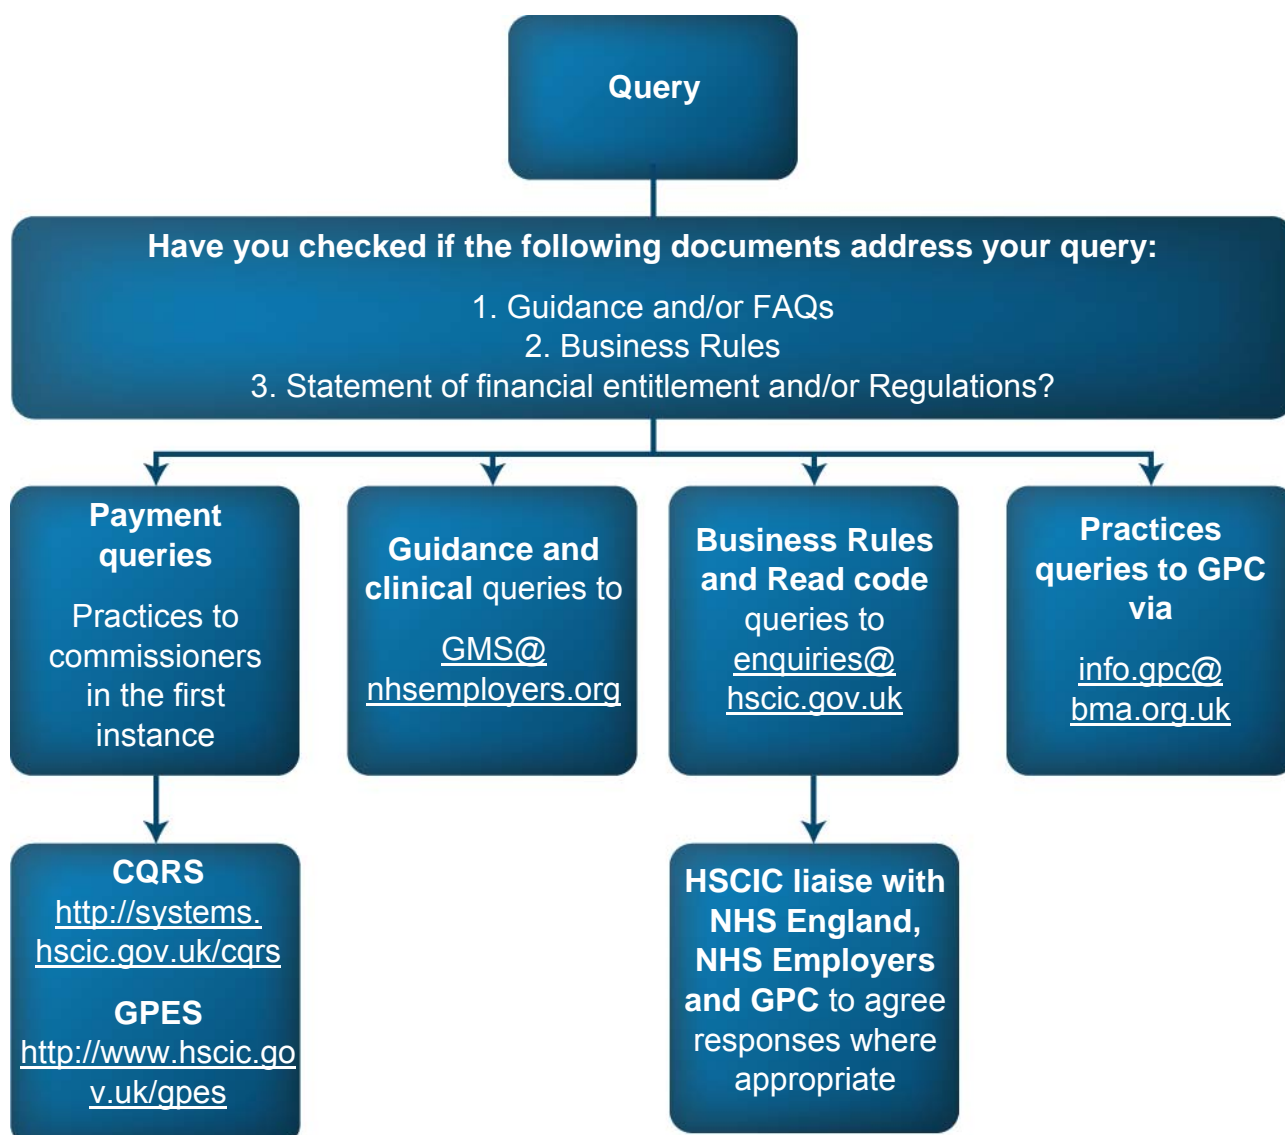 Query
Have you checked if the following documents address your query:
1. Guidance and/or FAQs
2. Business Rules
3. Statement of financial entitlement and/or Regulations?
Payment
queries
Practices to
commissioners
in the first
instance
Guidance and
clinical queries to
GMS@
nhsemployers.org
Business Rules
and Read code
queries to
enquiries@
hscic.gov.uk
Practices
queries to GPC
via
info.gpc@
bma.org.uk
CQRS
http://systems.
hscic.gov.uk/cqrs
GPES
http://www.hscic.go
v.uk/gpes
HSCIC liaise with
NHS England,
NHS Employers
and GPC to agree
responses where
appropriate